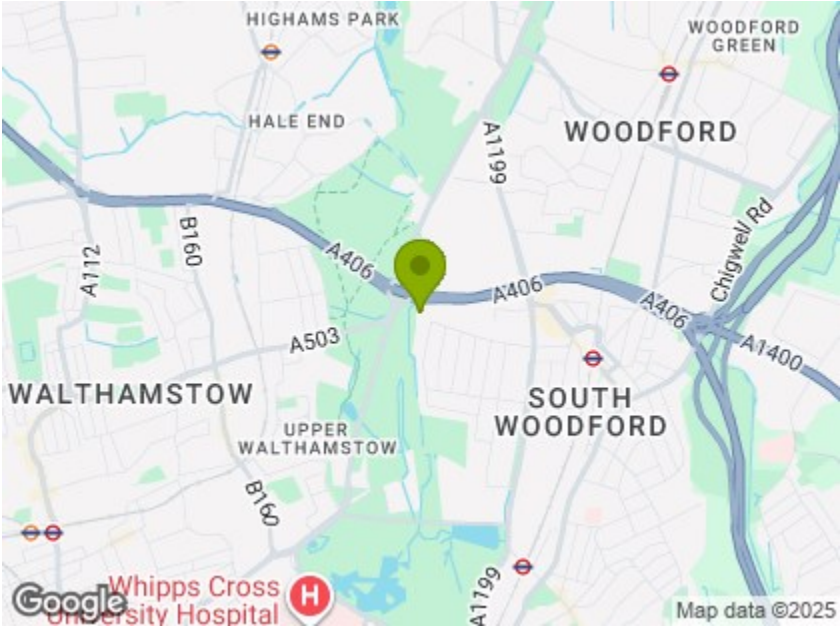 HIGHAMS PARK
WOODFORD
GREEN
HALE END
A1199
WOODFORD
Chigwell Rd
B160
A112
A406
A406
A406
A503
A1400
WALTHAMSTOW
SOUTH
WOODFORD
UPPER
WALTHAMSTOW
B160
A1199
Whipps Cross
University Hospital
H
Google
Map data ©2025